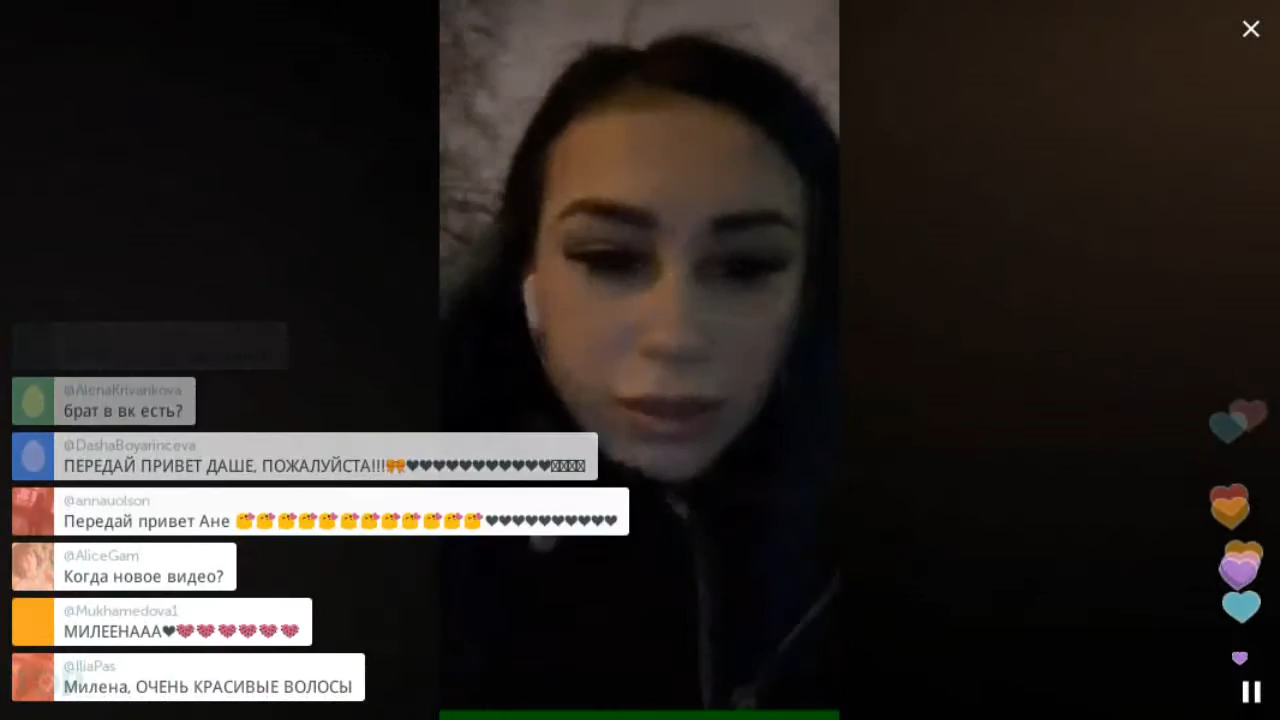 @AlenaKrivankova
брат в вк есть?
@DashaBoyarinceva
ПЕРЕДАЙ ПРИВЕТ ДАШЕ, ПОЖАЛУЙСТА!!!🎀❤❤❤❤❤❤❤❤❤❤❤
@annauolson
Передай привет Ане 😘😘😘😘😘😘😘😘😘😘😘😘❤❤❤❤❤❤❤❤❤❤
@AliceGam
Когда новое видео?
@Mukhamedova1
МИЛЕЕНААА❤💖💖💖💖💖💖
@IliaPas
Милена, ОЧЕНЬ КРАСИВЫЕ ВОЛОСЫ